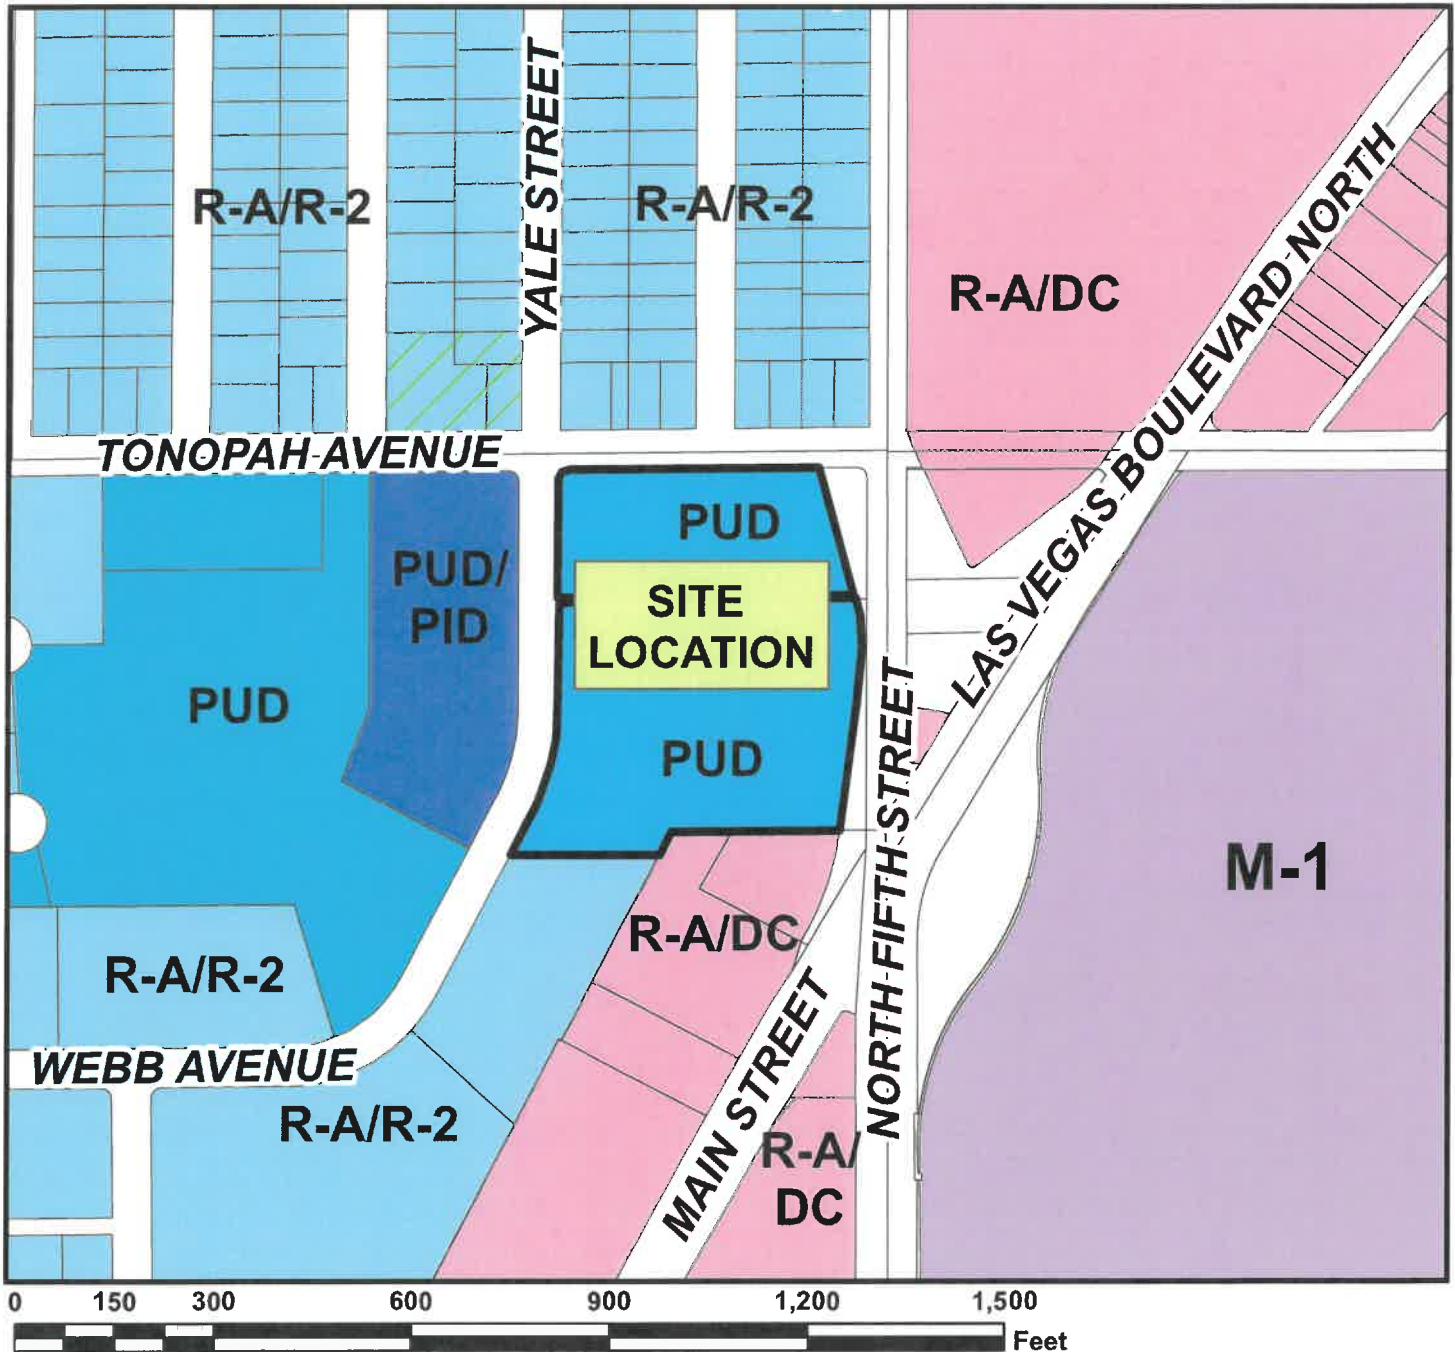 YALE STREET
R-A/R-2
R-A/R-2
R-A/DC
LAS VEGAS BOULEVARD NORTH
TONOPAH AVENUE
PUD
PUD/
PID
SITE
LOCATION
PUD
PUD
NORTH FIFTH STREET
M-1
R-A/DC
R-A/R-2
MAIN STREET
WEBB AVENUE
R-A/R-2
R-A/
DC
0 150 300 600 900 1,200 1,500
Feet